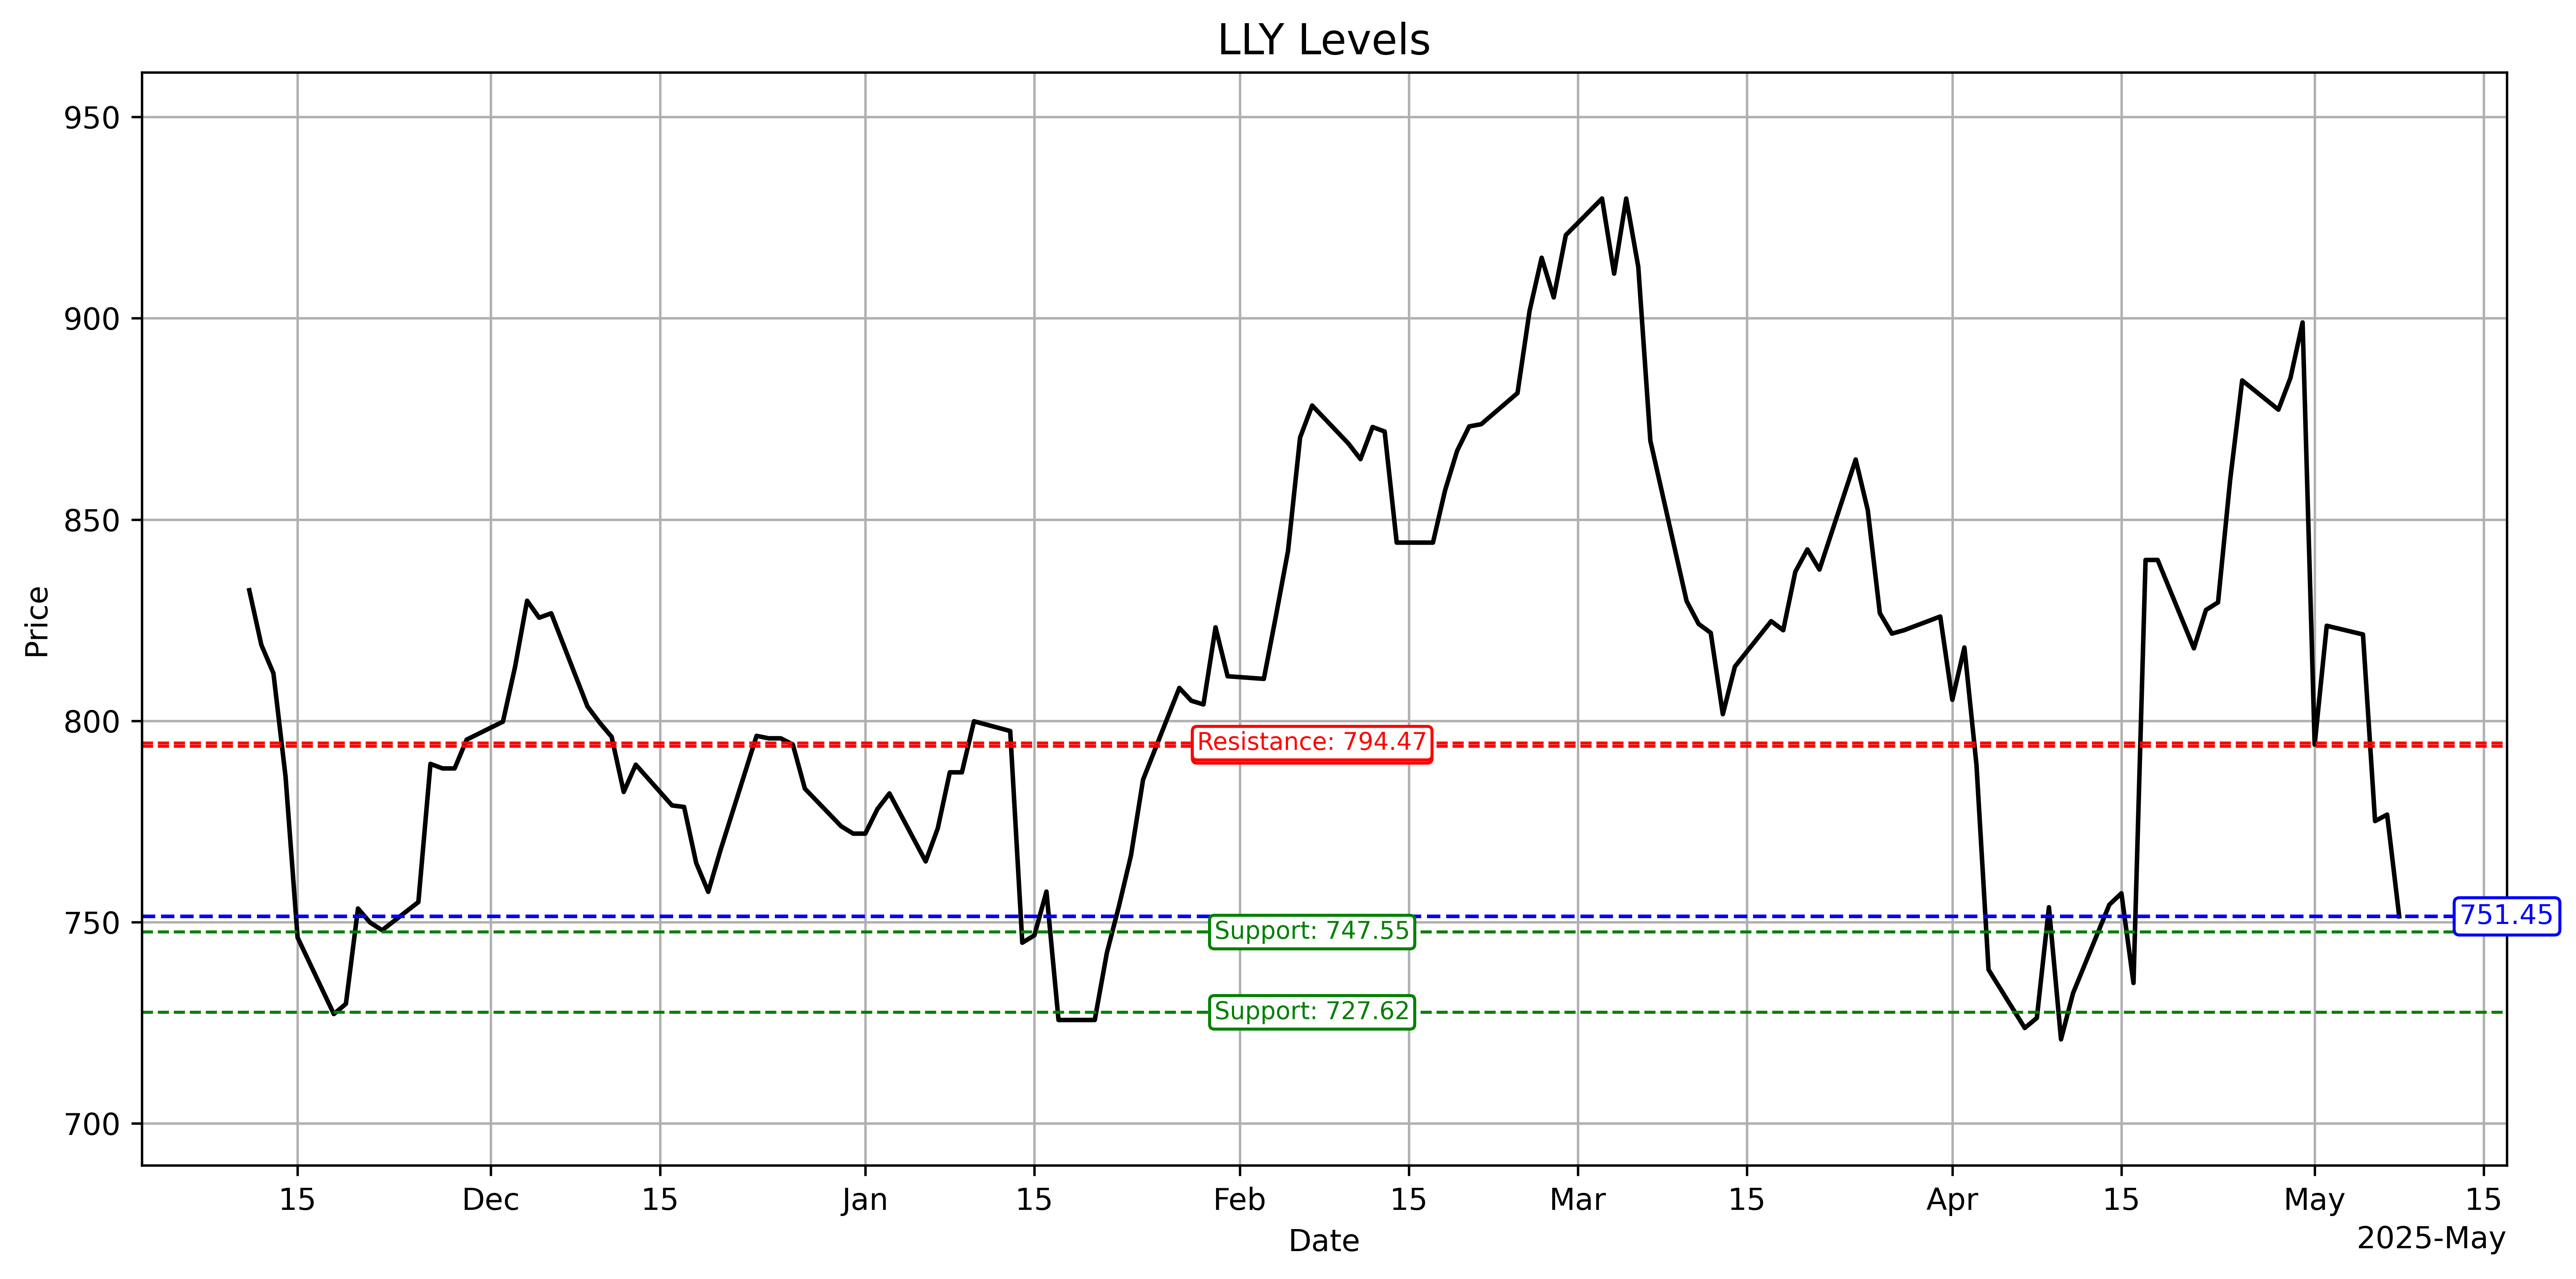 LLY Levels
950
900
850
800
750
700
Price
Resistance: 794.47
Support: 747.55
Support: 727.62
751.45
15 Dec 15 Jan 15 Feb 15 Mar 15 Apr 15 May 15
Date
2025-May